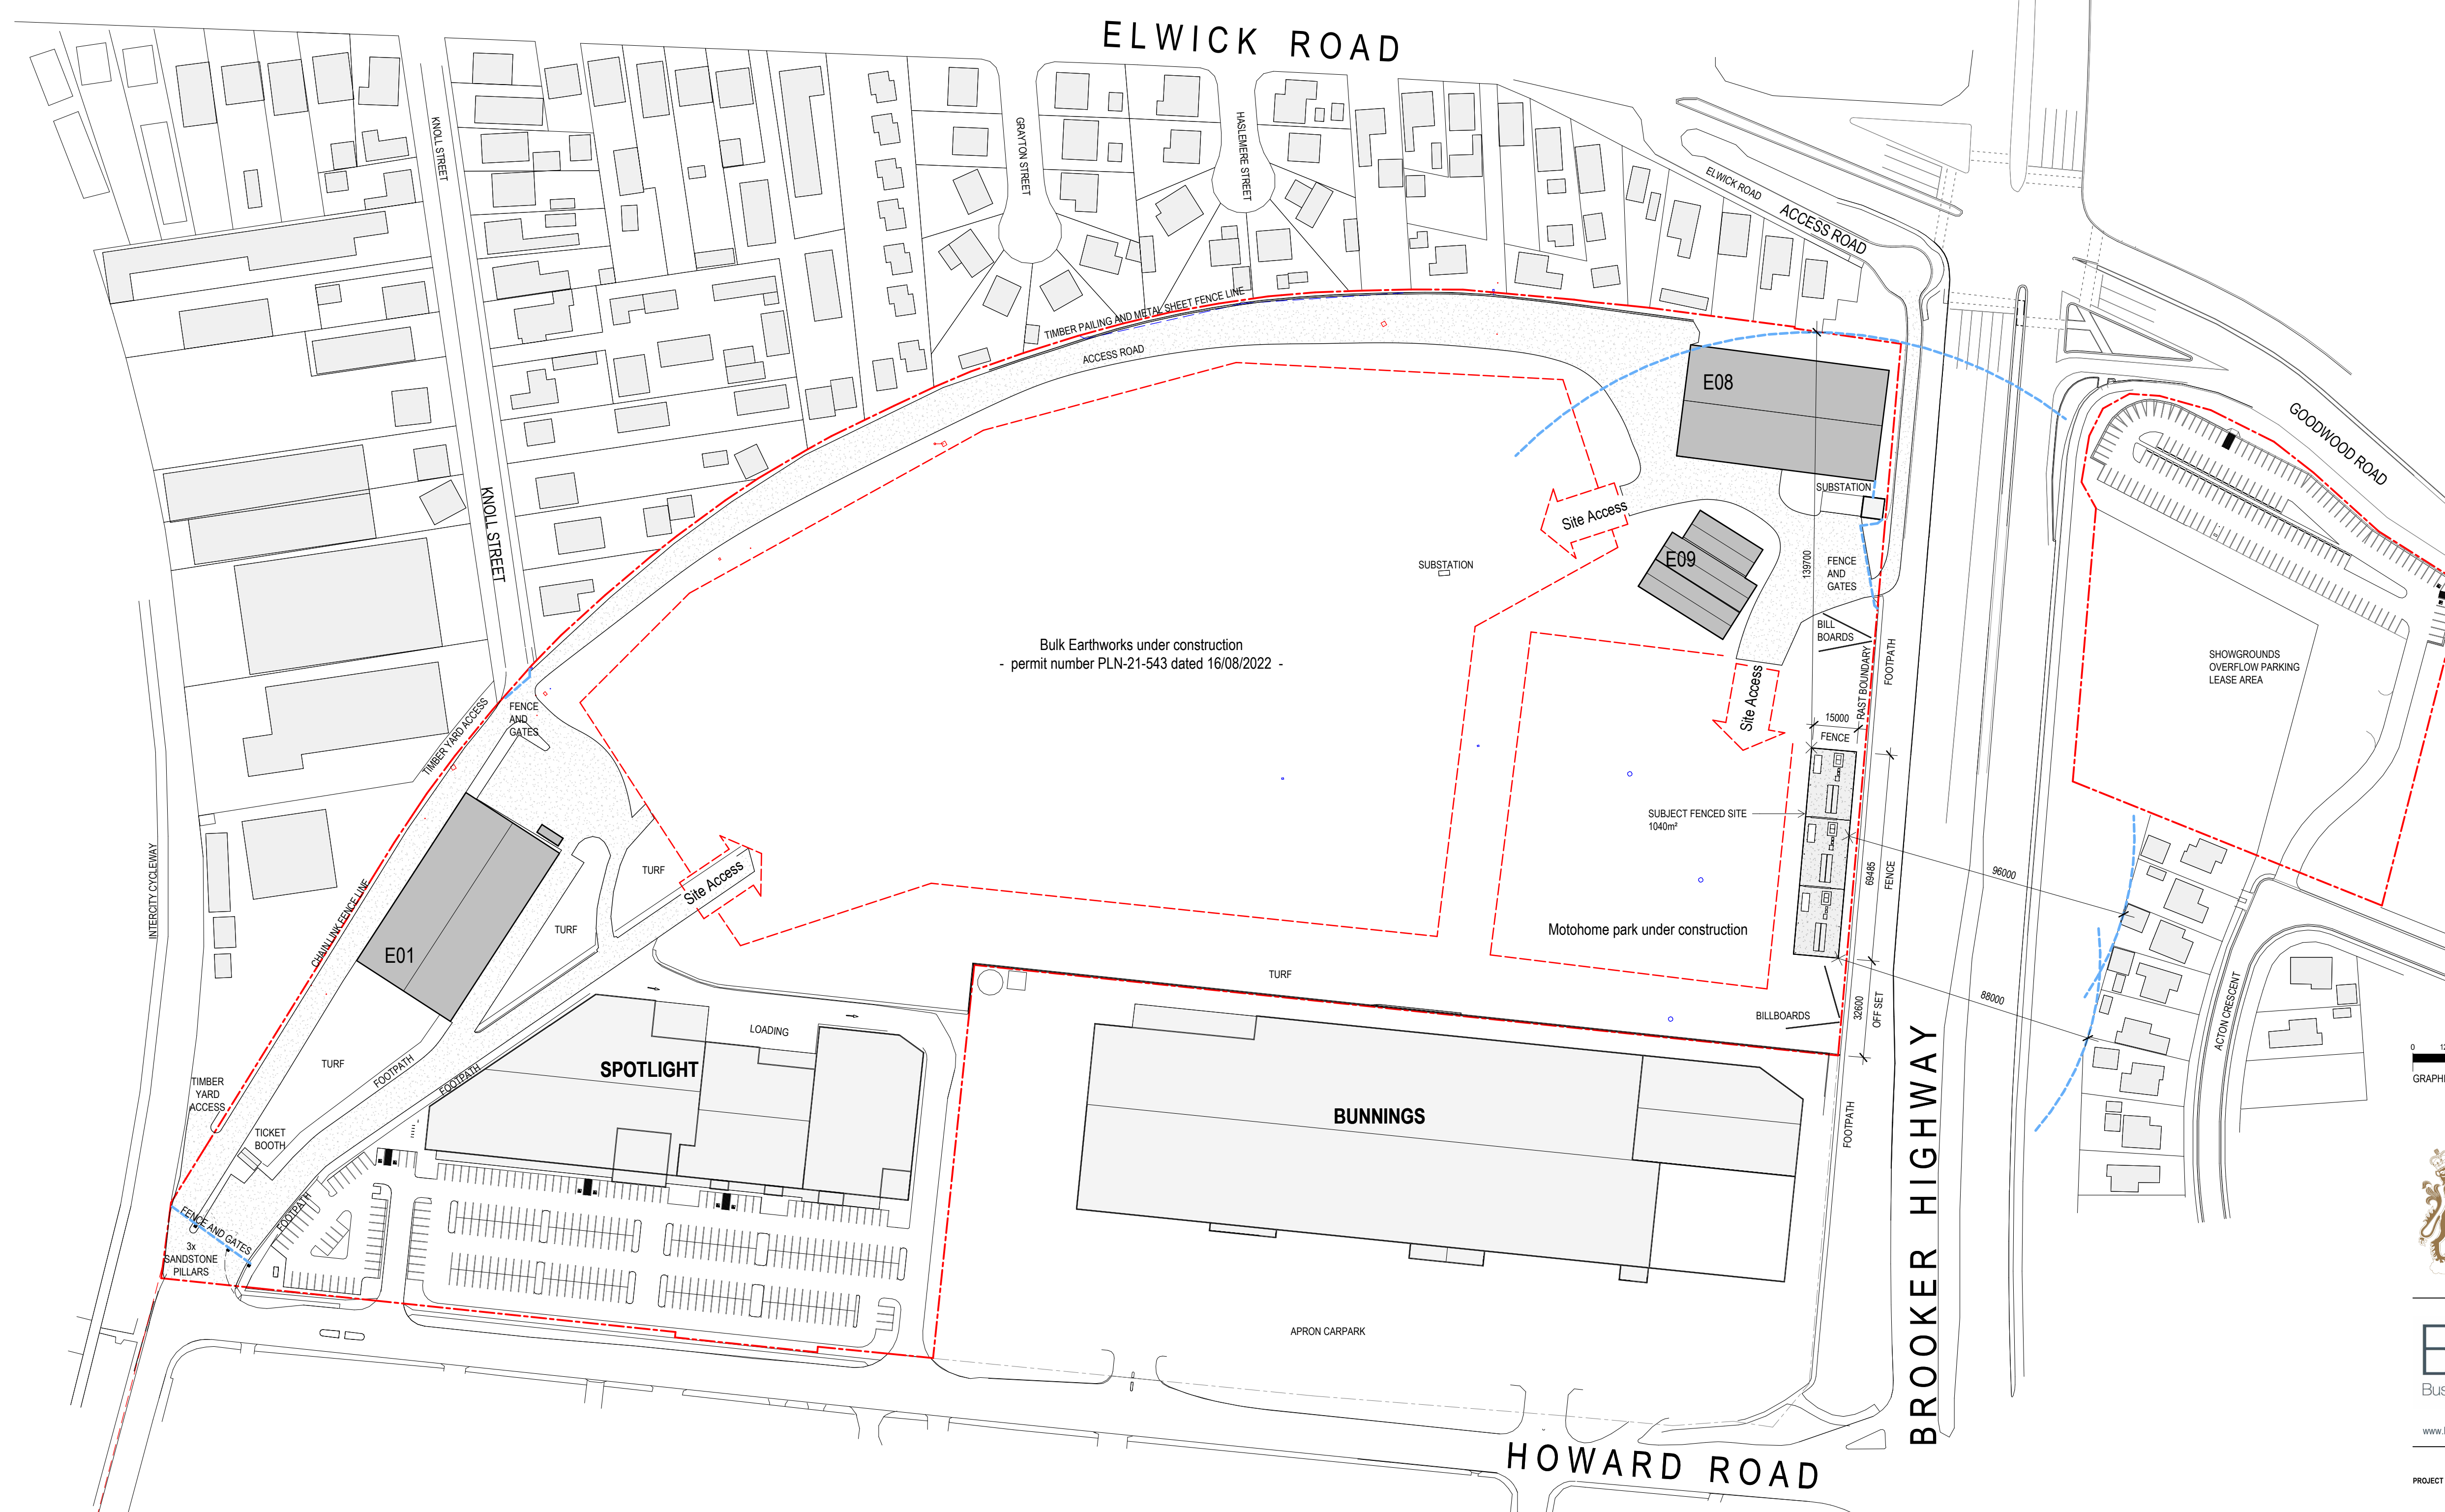 ELWICK ROAD
KNOLL STREET
GRAYTON STREET
HASLEMERE STREET
ELWICK ROAD
ACCESS ROAD
TIMBER PAILING AND METAL SHEET FENCE LINE
ACCESS ROAD
E08
GOODWOOD ROAD
SUBSTATION
KNOLL STREET
Site Access
SUBSTATION
E09
139700
FENCE
AND
GATES
BILL
BOARDS
RAST BOUNDARY
FOOTPATH
Bulk Earthworks under construction
- permit number PLN-21-543 dated 16/08/2022 -
SHOWGROUNDS
OVERFLOW PARKING
LEASE AREA
Site Access
TIMBER YARD ACCESS
FENCE
AND
GATES
15000
FENCE
SUBJECT FENCED SITE
1040m²
69485
FENCE
96000
INTERCITY CYCLEWAY
CHAIN LINK FENCE LINE
TURF
Site Access
TURF
E01
Motohome park under construction
TURF
88000
ACTON CRESCENT
32600
OFF SET
BILLBOARDS
LOADING
SPOTLIGHT
BUNNINGS
TURF
FOOTPATH
FOOTPATH
TIMBER
YARD
ACCESS
TICKET
BOOTH
FOOTPATH
FOOTPATH
FENCE AND GATES
3x
SANDSTONE
PILLARS
APRON CARPARK
BROOKER HIGHWAY
HOWARD ROAD
0
PROJECT